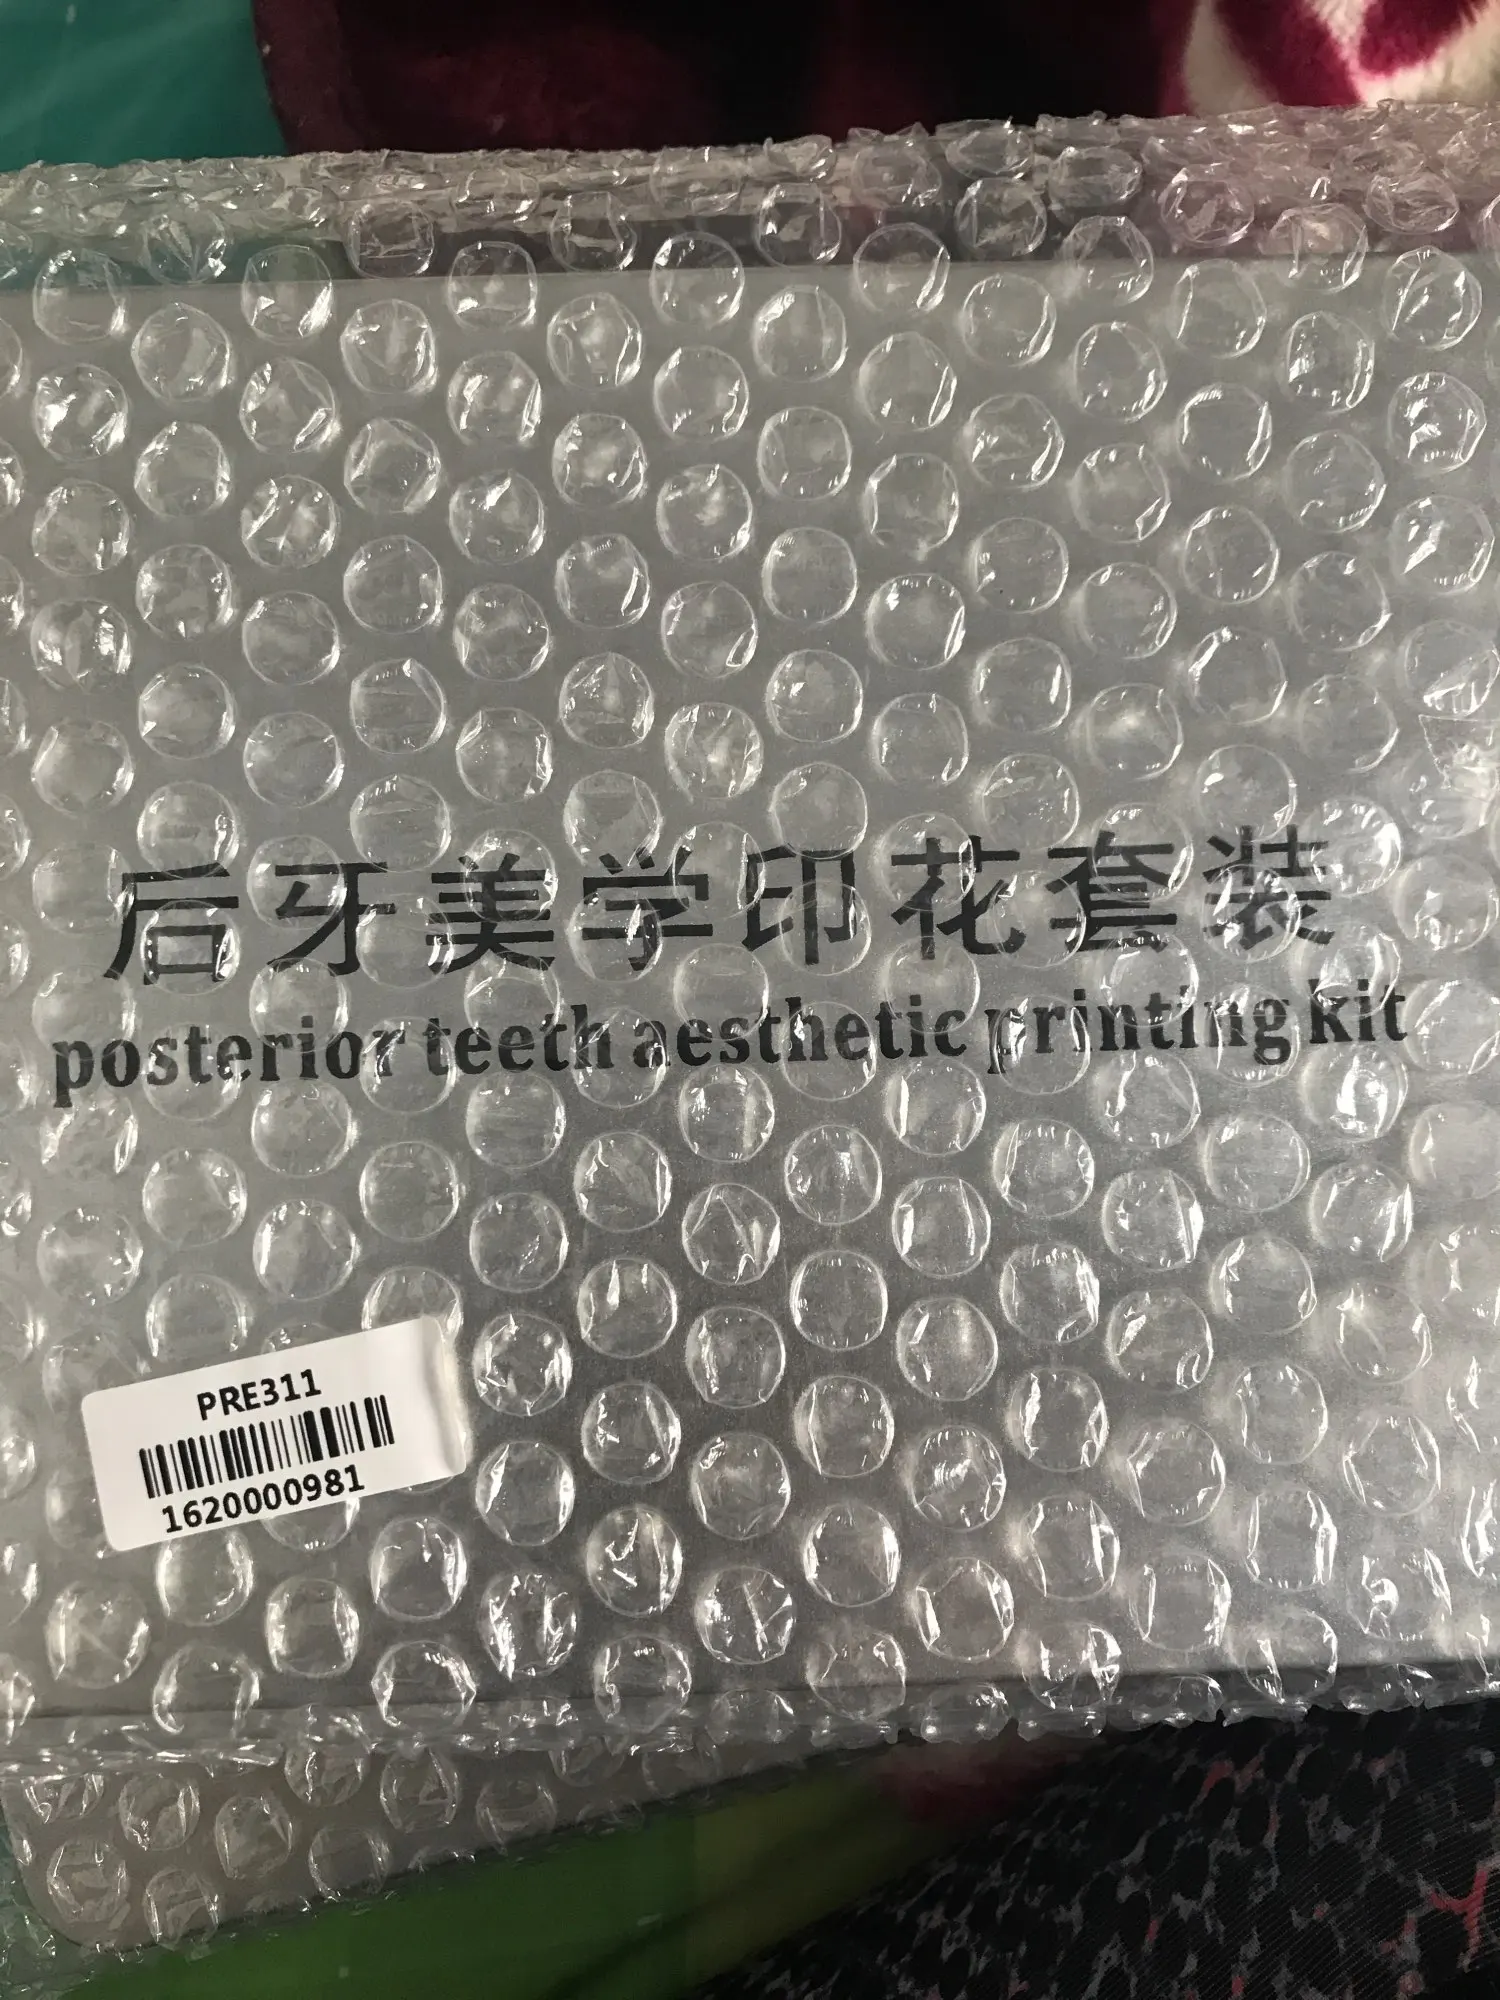 后牙美学印花套装
posterior teeth aesthetic printing kit
PRE311
1620000981